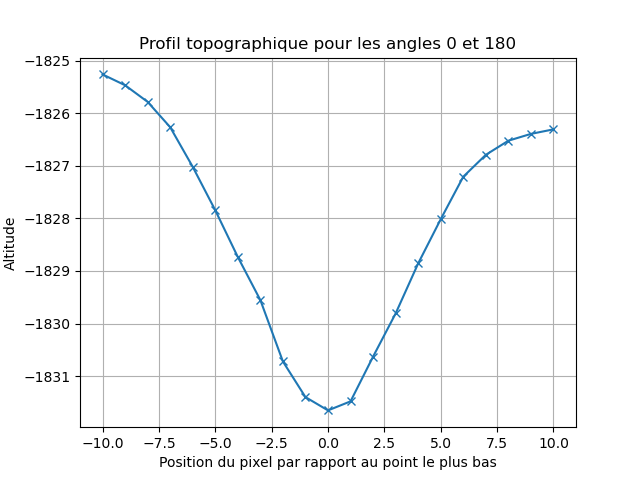 Profil topographique pour les angles 0 et 180
Altitude
−1825
−1826
−1827
−1828
−1829
−1830
−1831
−10.0 −7.5 −5.0 −2.5 0.0 2.5 5.0 7.5 10.0
Position du pixel par rapport au point le plus bas